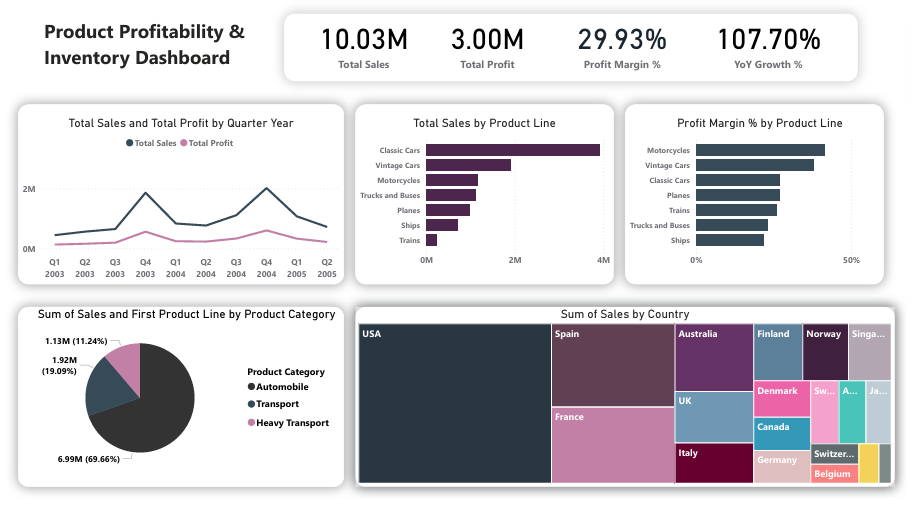 Product Profitability &
Inventory Dashboard
10.03M
Total Sales
3.00M
Total Profit
29.93%
Profit Margin %
107.70%
YoY Growth %
Total Sales and Total Profit by Quarter Year
Total Sales Total Profit
2M
0M
Q1 Q2 Q3 Q4 Q1 Q2 Q3 Q4 Q1 Q2
2003 2003 2003 2003 2004 2004 2004 2004 2005 2005
Total Sales by Product Line
Classic Cars
Vintage Cars
Motorcycles
Trucks and Buses
Planes
Ships
Trains
0M 2M 4M
Profit Margin % by Product Line
Motorcycles
Vintage Cars
Classic Cars
Planes
Trains
Trucks and Buses
Ships
0% 50%
Sum of Sales and First Product Line by Product Category
1.13M (11.24%)
1.92M
(19.09%)
6.99M (69.66%)
Product Category
Automobile
Transport
Heavy Transport
Sum of Sales by Country
USA
Spain
France
Australia
UK
Italy
Finland
Norway
Singa...
Denmark
Canada
Germany
Sw...
A...
Ja...
Switzer...
Belgium